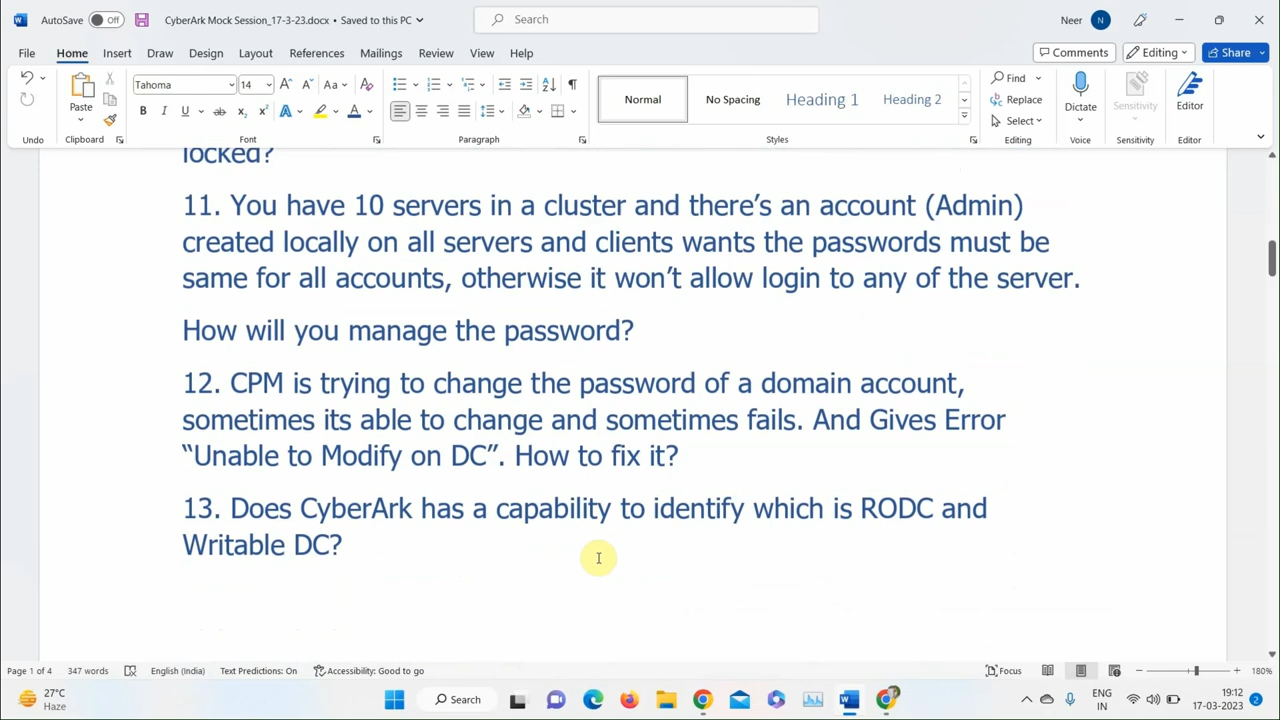 AutoSave Off CyberArk Mock Session_17-3-23.docx • Saved to this PC Search Neer N
File Home Insert Draw Design Layout References Mailings Review View Help Comments Editing Share
Tahoma 14 Aa Normal No Spacing Heading 1 Heading 2 Find
Paste Replace Dictate Sensitivity Editor
B I U ab x₂ x² A A Select
Undo Clipboard Font Paragraph Styles Editing Voice Sensitivity Editor
locked?
11. You have 10 servers in a cluster and there’s an account (Admin)
created locally on all servers and clients wants the passwords must be
same for all accounts, otherwise it won’t allow login to any of the server.
How will you manage the password?
12. CPM is trying to change the password of a domain account,
sometimes its able to change and sometimes fails. And Gives Error
“Unable to Modify on DC”. How to fix it?
13. Does CyberArk has a capability to identify which is RODC and
Writable DC?
Page 1 of 4 347 words English (India) Text Predictions: On Accessibility: Good to go Focus 180%
27°C Search ENG 19:12
Haze IN 17-03-2023 2